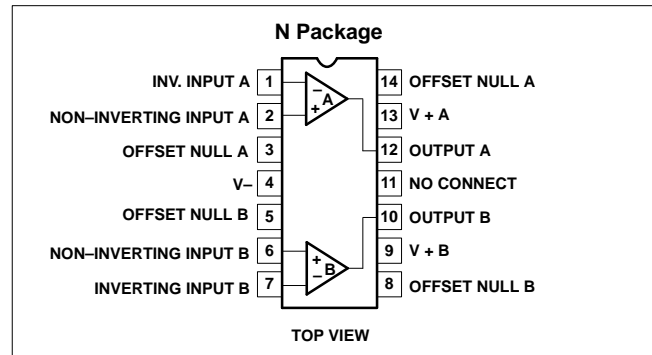 N Package
INV. INPUT A 1 14 OFFSET NULL A
NON–INVERTING INPUT A 2 13 V + A
OFFSET NULL A 3 12 OUTPUT A
V– 4 11 NO CONNECT
OFFSET NULL B 5 10 OUTPUT B
NON–INVERTING INPUT B 6 9 V + B
INVERTING INPUT B 7 8 OFFSET NULL B
– A
+
+
– B
TOP VIEW